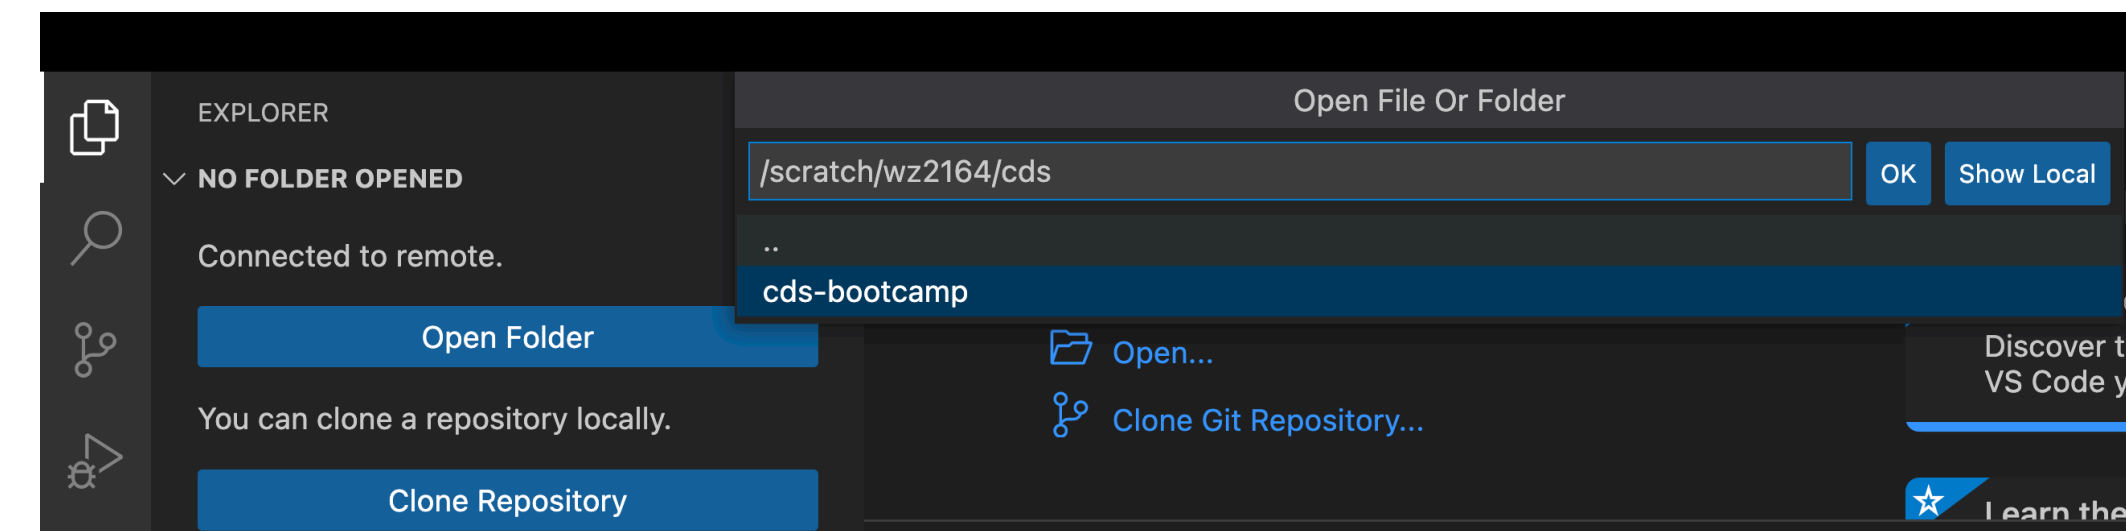 EXPLORER
NO FOLDER OPENED
Connected to remote.
Open Folder
You can clone a repository locally.
Clone Repository
Open File Or Folder
/scratch/wz2164/cds
OK
Show Local
..
cds-bootcamp
Open...
Clone Git Repository...
Discover t
VS Code y
Learn the